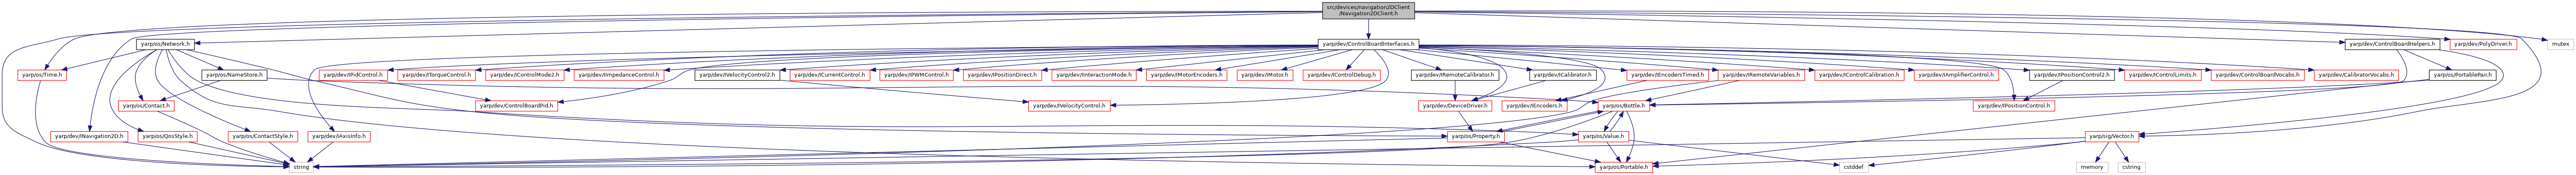 src/devices/navigation2DClient
/Navigation2DClient.h
yarp/os/Network.h
yarp/dev/ControlBoardInterfaces.h
yarp/dev/ControlBoardHelpers.h
yarp/dev/PolyDriver.h
mutex
yarp/os/Time.h
yarp/os/NameStore.h
yarp/dev/IPidControl.h
yarp/dev/ITorqueControl.h
yarp/dev/IControlMode2.h
yarp/dev/IImpedanceControl.h
yarp/dev/IVelocityControl2.h
yarp/dev/ICurrentControl.h
yarp/dev/IPWMControl.h
yarp/dev/IPositionDirect.h
yarp/dev/IInteractionMode.h
yarp/dev/IMotorEncoders.h
yarp/dev/IMotor.h
yarp/dev/IControlDebug.h
yarp/dev/IRemoteCalibrator.h
yarp/dev/ICalibrator.h
yarp/dev/IEncodersTimed.h
yarp/dev/IRemoteVariables.h
yarp/dev/IControlCalibration.h
yarp/dev/IAmplifierControl.h
yarp/dev/IPositionControl2.h
yarp/dev/IControlLimits.h
yarp/dev/ControlBoardVocabs.h
yarp/dev/CalibratorVocabs.h
yarp/os/PortablePair.h
yarp/os/Contact.h
yarp/dev/ControlBoardPid.h
yarp/dev/IVelocityControl.h
yarp/dev/DeviceDriver.h
yarp/dev/IEncoders.h
yarp/os/Bottle.h
yarp/dev/IPositionControl.h
yarp/dev/INavigation2D.h
yarp/os/QosStyle.h
yarp/os/ContactStyle.h
yarp/dev/IAxisInfo.h
yarp/os/Property.h
yarp/os/Value.h
yarp/sig/Vector.h
string
yarp/os/Portable.h
cstddef
memory
cstring